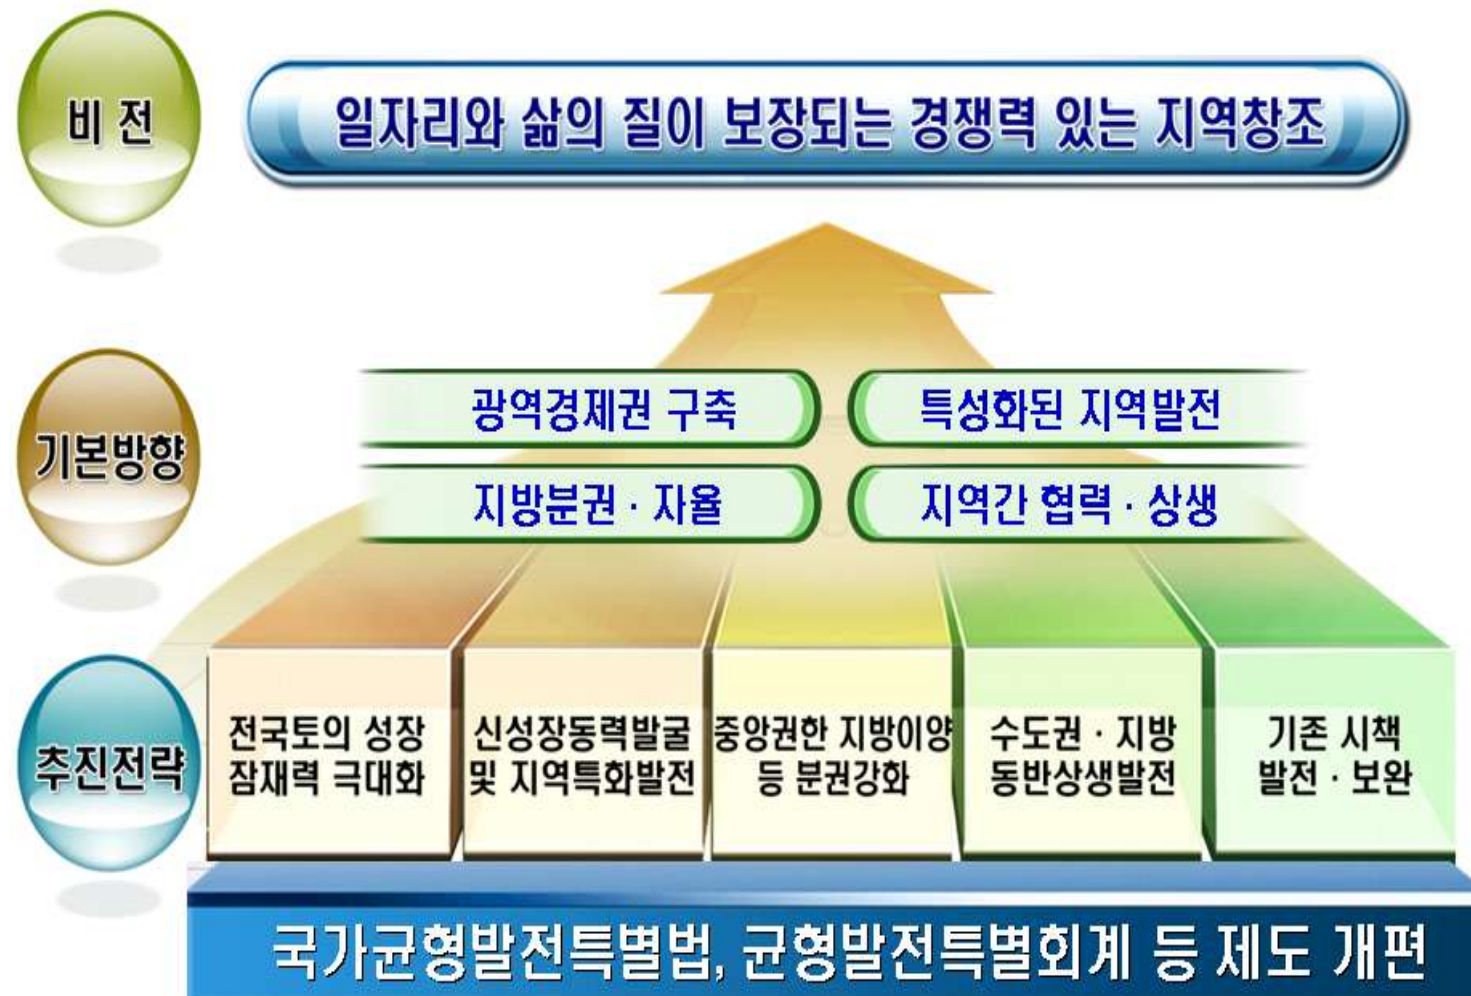 비 전
일자리와 삶의 질이 보장되는 경쟁력 있는 지역창조
기본방향
광역경제권 구축
특성화된 지역발전
지방분권 · 자율
지역간 협력 · 상생
추진전략
전국토의 성장
잠재력 극대화
신성장동력발굴
및 지역특화발전
중앙권한 지방이양
등 분권강화
수도권 · 지방
동반상생발전
기존 시책
발전 · 보완
국가균형발전특별법, 균형발전특별회계 등 제도 개편